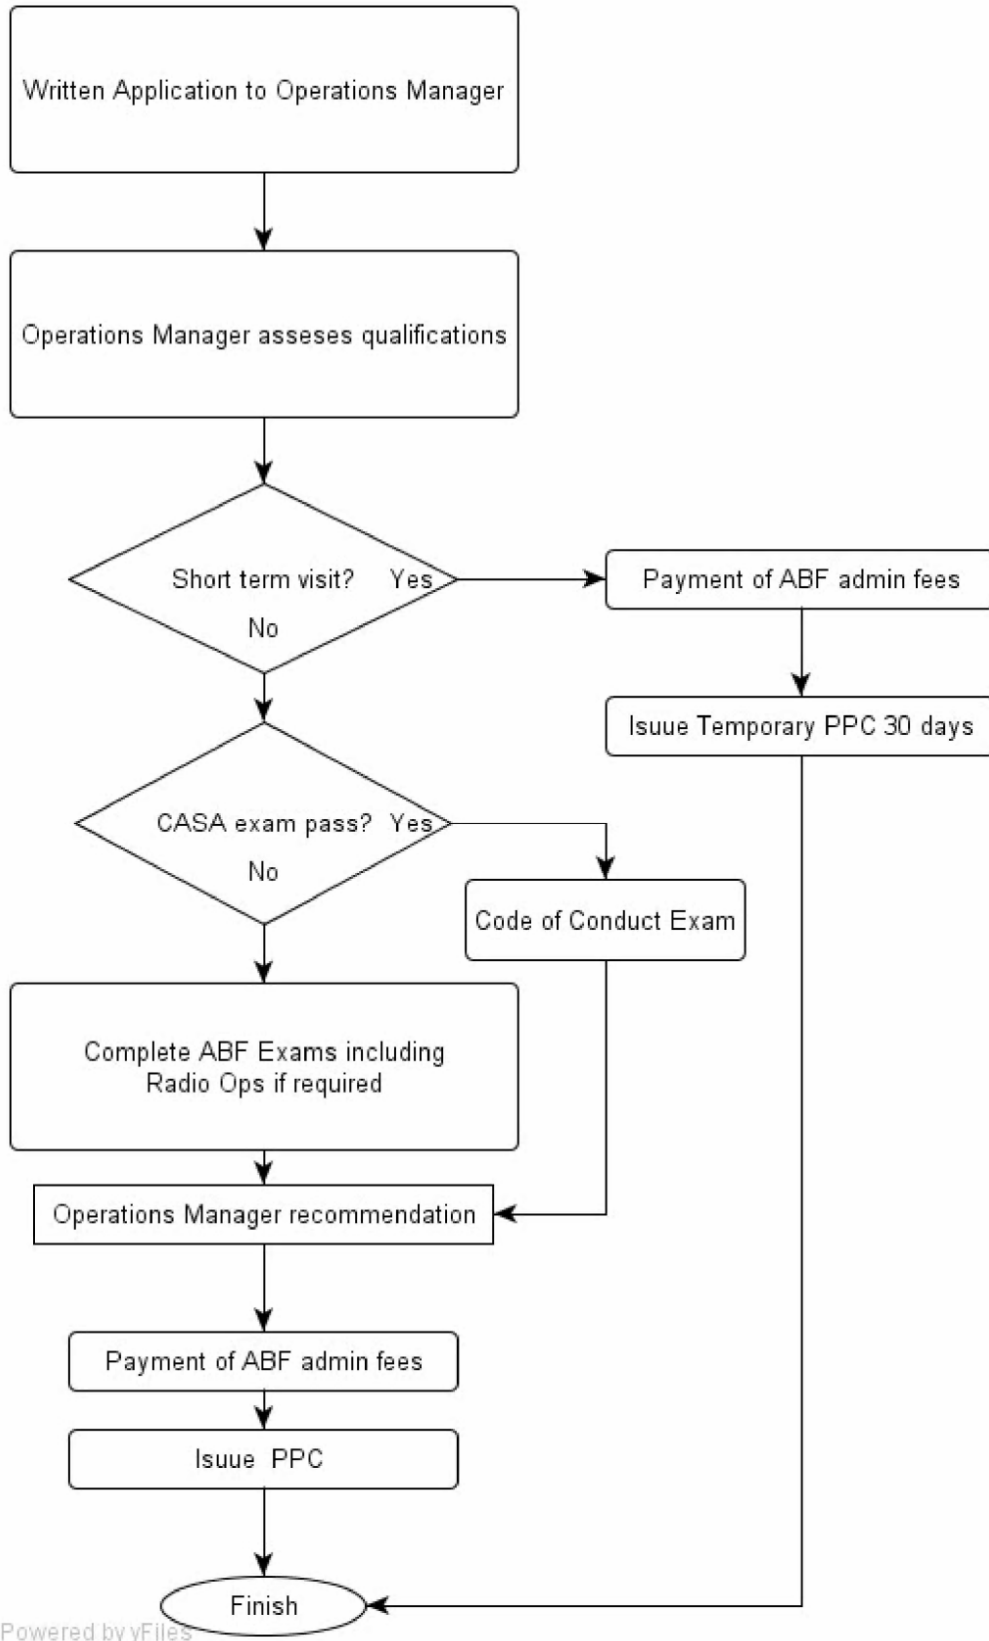 Written Application to Operations Manager
Operations Manager asseses qualifications
Short term visit? Yes
No
Payment of ABF admin fees
Isuue Temporary PPC 30 days
CASA exam pass? Yes
No
Code of Conduct Exam
Complete ABF Exams including
Radio Ops if required
Operations Manager recommendation
Payment of ABF admin fees
Isuue PPC
Finish
Powered by yFiles